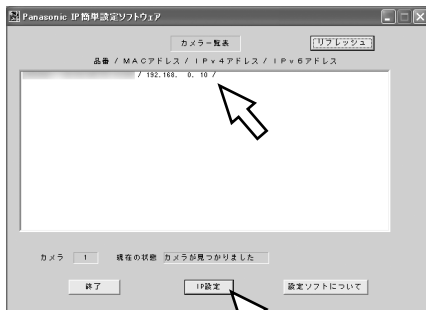 Panasonic IP簡単設定ソフトウェア
カメラ一覧表 リフレッシュ
品番 / MACアドレス / IPv4アドレス / IPv6アドレス
/ 192.168. 0. 10 /
カメラ 1 現在の状態 カメラが見つかりました
終了 IP設定 設定ソフトについて